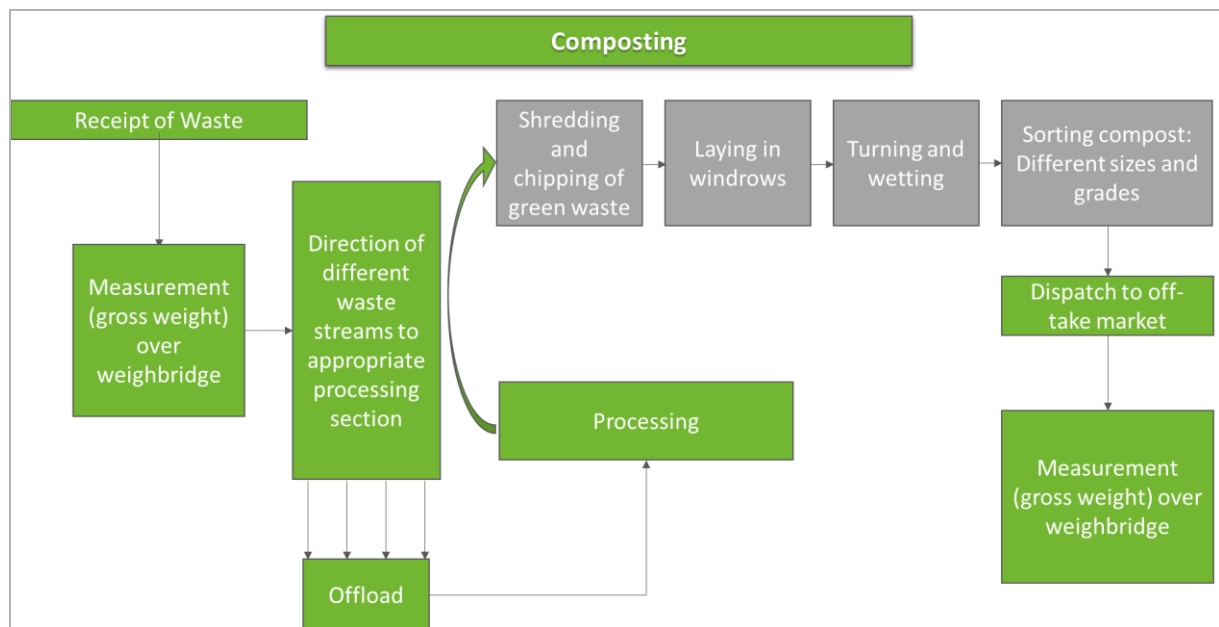 Composting
Receipt of Waste
Measurement
(gross weight)
over
weighbridge
Direction of
different
waste
streams to
appropriate
processing
section
Offload
Processing
Shredding
and
chipping of
green waste
Laying in
windrows
Turning and
wetting
Sorting compost:
Different sizes and
grades
Dispatch to off-
take market
Measurement
(gross weight) over
weighbridge